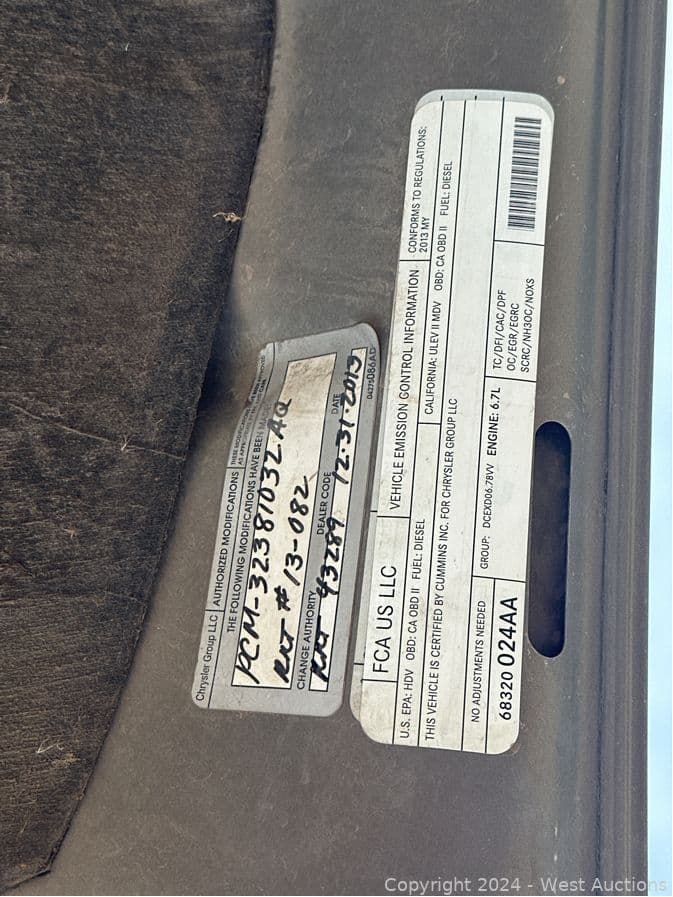 Chrysler Group LLC AUTHORIZED MODIFICATIONS
THE FOLLOWING MODIFICATIONS HAVE BEEN
PCM-32381032AQ
RRT # 13-082
CHANGE AUTHORITY DEALER CODE DATE
RRT 43289 12.31.2013
04275086AD
FCA US LLC VEHICLE EMISSION CONTROL INFORMATION CONFORMS TO REGULATIONS:
2013 MY
U.S. EPA: HDV OBD: CA OBD II FUEL: DIESEL CALIFORNIA: ULEV II MDV OBD: CA OBD II FUEL: DIESEL
THIS VEHICLE IS CERTIFIED BY CUMMINS INC. FOR CHRYSLER GROUP LLC
NO ADJUSTMENTS NEEDED GROUP: DCEXD06.78VV ENGINE: 6.7L TC/DFI/CAC/DPF
OC/EGR/EGRC
SCRC/NH3OC/NOXS
68320 024AA
Copyright © 2024 - West Auctions